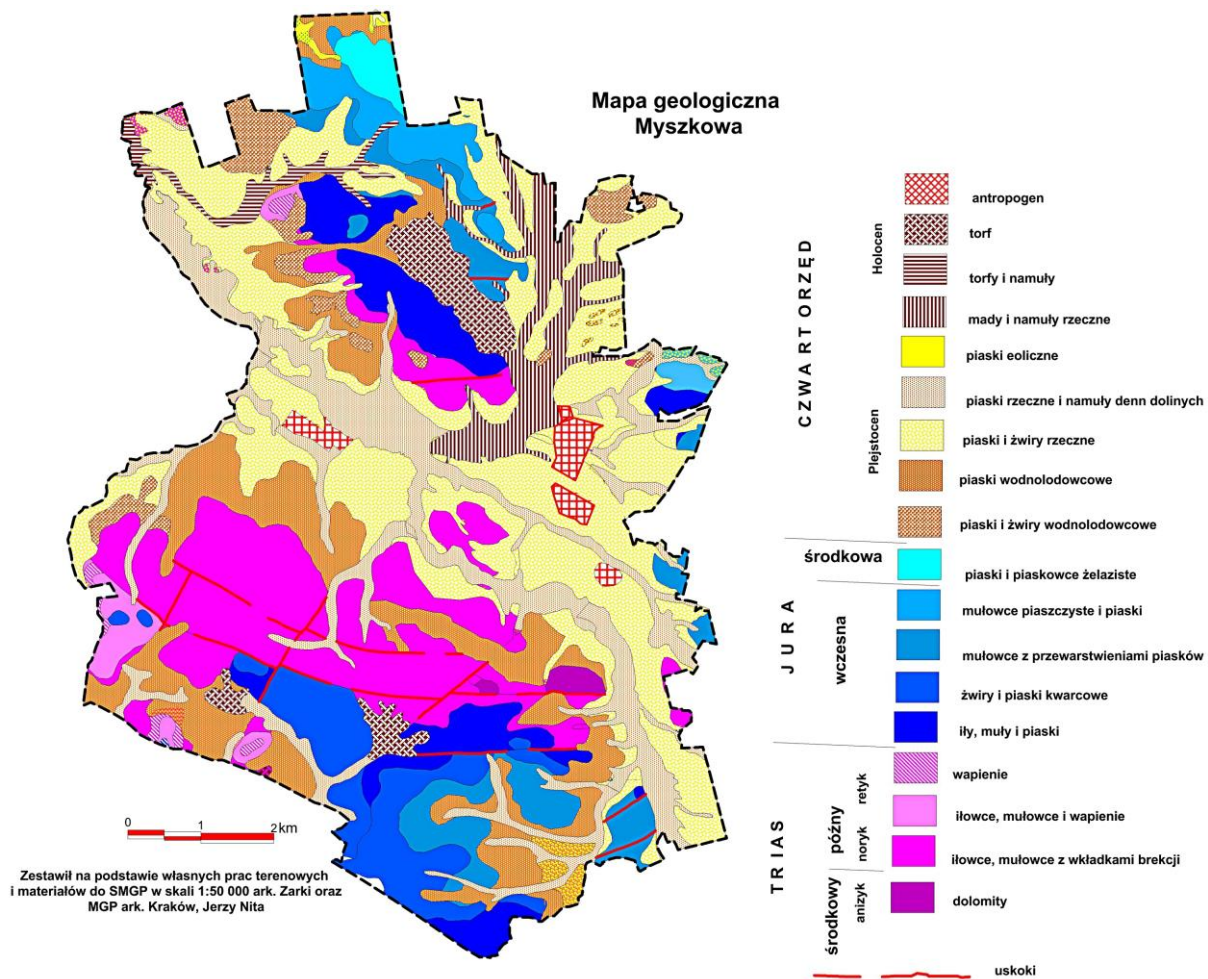 Mapa geologiczna
Myszkowa
CZWARTORZĘD
Holocen
antropogen
torf
torfy i namuły
mady i namuły rzeczne
Plejstocen
piaski eoliczne
piaski rzeczne i namuły denn dolinych
piaski i żwiry rzeczne
piaski wodnolodowcowe
piaski i żwiry wodnolodowcowe
JURA
środkowa
piaski i piaskowce żelaziste
wczesna
mułowce piaszczyste i piaski
mułowce z przewarstwieniami piasków
żwiry i piaski kwarcowe
iły, muły i piaski
TRIAS
późny
retyk
wapienie
iłowce, mułowce i wapienie
noryk
iłowce, mułowce z wkładkami brekcji
środkowy
anizyk
dolomity
uskoki
0 1 2 km
Zestawił na podstawie własnych prac terenowych
i materiałów do SMGP w skali 1:50 000 ark. Zarki oraz
MGP ark. Kraków, Jerzy Nita